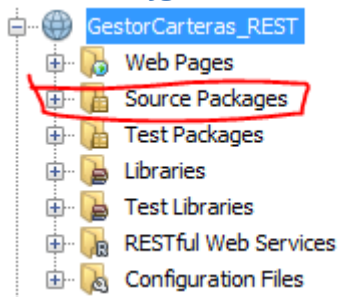 GestorCarteras_REST
Web Pages
Source Packages
Test Packages
Libraries
Test Libraries
RESTful Web Services
Configuration Files